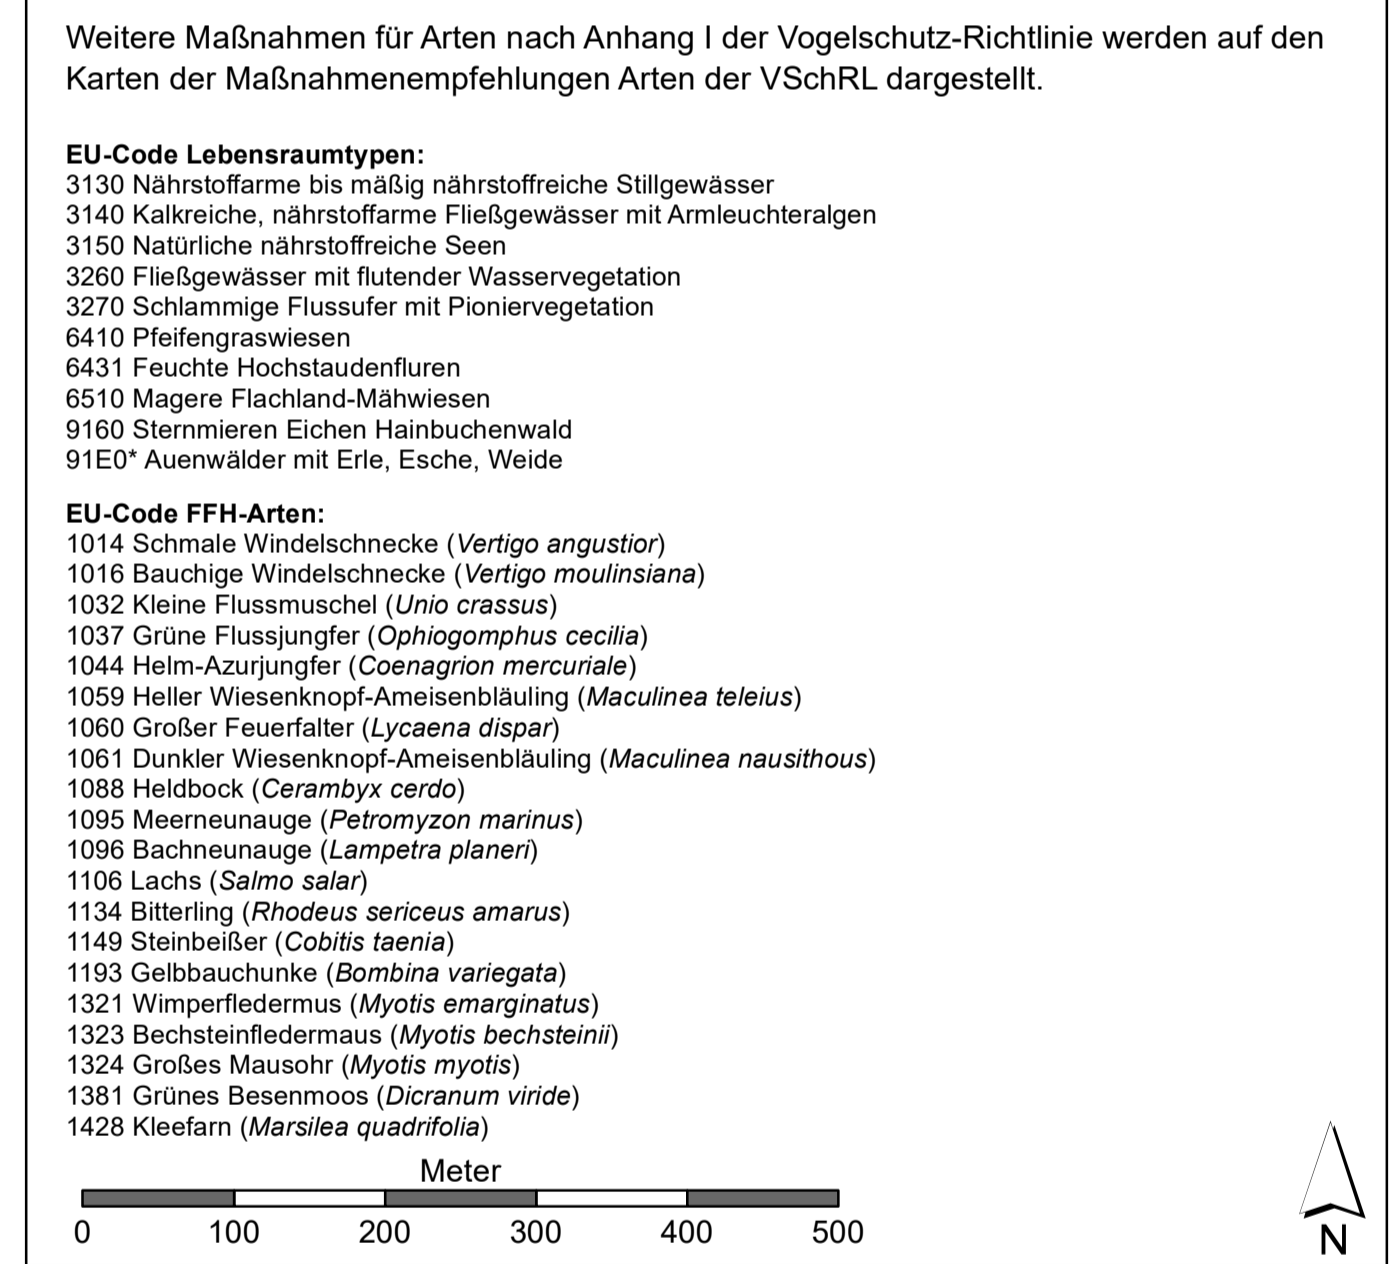 Weitere Maßnahmen für Arten nach Anhang I der Vogelschutz-Richtlinie werden auf den
Karten der Maßnahmenempfehlungen Arten der VSchRL dargestellt.
EU-Code Lebensraumtypen:
3130 Nährstoffarme bis mäßig nährstoffreiche Stillgewässer
3140 Kalkreiche, nährstoffarme Fließgewässer mit Armleuchteralgen
3150 Natürliche nährstoffreiche Seen
3260 Fließgewässer mit flutender Wasservegetation
3270 Schlammige Flussufer mit Pioniervegetation
6410 Pfeifengraswiesen
6431 Feuchte Hochstaudenfluren
6510 Magere Flachland-Mähwiesen
9160 Sternmieren Eichen Hainbuchenwald
91E0* Auenwälder mit Erle, Esche, Weide
EU-Code FFH-Arten:
1014 Schmale Windelschnecke (Vertigo angustior)
1016 Bauchige Windelschnecke (Vertigo moulinsiana)
1032 Kleine Flussmuschel (Unio crassus)
1037 Grüne Flussjungfer (Ophiogomphus cecilia)
1044 Helm-Azurjungfer (Coenagrion mercuriale)
1059 Heller Wiesenknopf-Ameisenbläuling (Maculinea teleius)
1060 Großer Feuerfalter (Lycaena dispar)
1061 Dunkler Wiesenknopf-Ameisenbläuling (Maculinea nausithous)
1088 Heldbock (Cerambyx cerdo)
1095 Meerneunauge (Petromyzon marinus)
1096 Bachneunauge (Lampetra planeri)
1106 Lachs (Salmo salar)
1134 Bitterling (Rhodeus sericeus amarus)
1149 Steinbeißer (Cobitis taenia)
1193 Gelbbauchunke (Bombina variegata)
1321 Wimperfledermus (Myotis emarginatus)
1323 Bechsteinfledermaus (Myotis bechsteinii)
1324 Großes Mausohr (Myotis myotis)
1381 Grünes Besenmoos (Dicranum viride)
1428 Kleefarn (Marsilea quadrifolia)
Meter
0 100 200 300 400 500
N